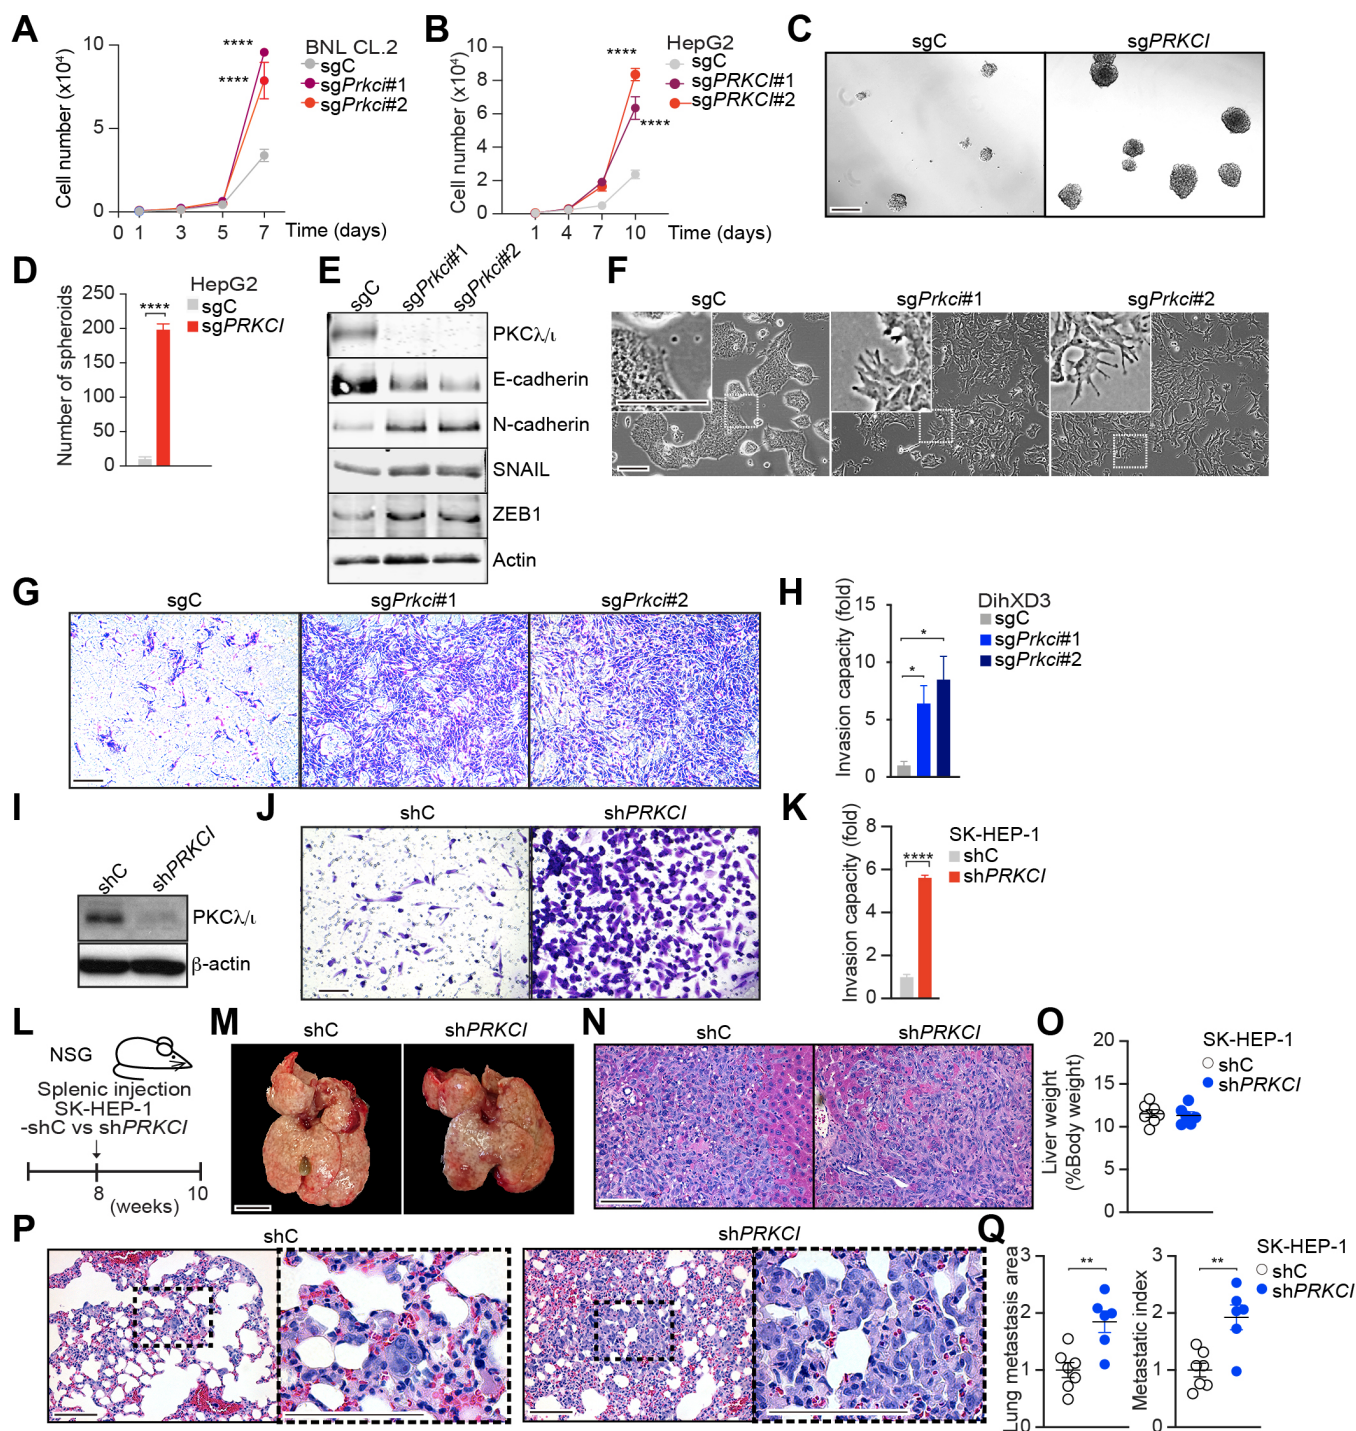 A
Cell number (x10⁴)
10
5
0
0 1 3 5 7 Time (days)
****
****
BNL CL.2
sgC
sgPrkci#1
sgPrkci#2
B
Cell number (x10⁴)
10
8
6
4
2
0
1 4 7 10 Time (days)
****
****
HepG2
sgC
sgPRKCI#1
sgPRKCI#2
C
sgC sgPRKCI
D
Number of spheroids
250
200
150
100
50
0
****
HepG2
sgC
sgPRKCI
E
sgC sgPrkci#1 sgPrkci#2
PKCλ/ι
E-cadherin
N-cadherin
SNAIL
ZEB1
Actin
F
sgC sgPrkci#1 sgPrkci#2
G
sgC sgPrkci#1 sgPrkci#2
H
Invasion capacity (fold)
15
10
5
0
*
*
DihXD3
sgC
sgPrkci#1
sgPrkci#2
I
shC shPRKCI
PKCλ/ι
β-actin
J
shC shPRKCI
K
Invasion capacity (fold)
8
6
4
2
0
****
SK-HEP-1
shC
shPRKCI
L
NSG
Splenic injection
SK-HEP-1
-shC vs shPRKCI
8 10
(weeks)
M
shC shPRKCI
N
shC shPRKCI
O
Liver weight
(%Body weight)
20
15
10
5
0
SK-HEP-1
shC
shPRKCI
P
shC shPRKCI
Q
Lung metastasis area
3
2
1
0
**
Metastatic index
3
2
1
0
**
SK-HEP-1
shC
shPRKCI